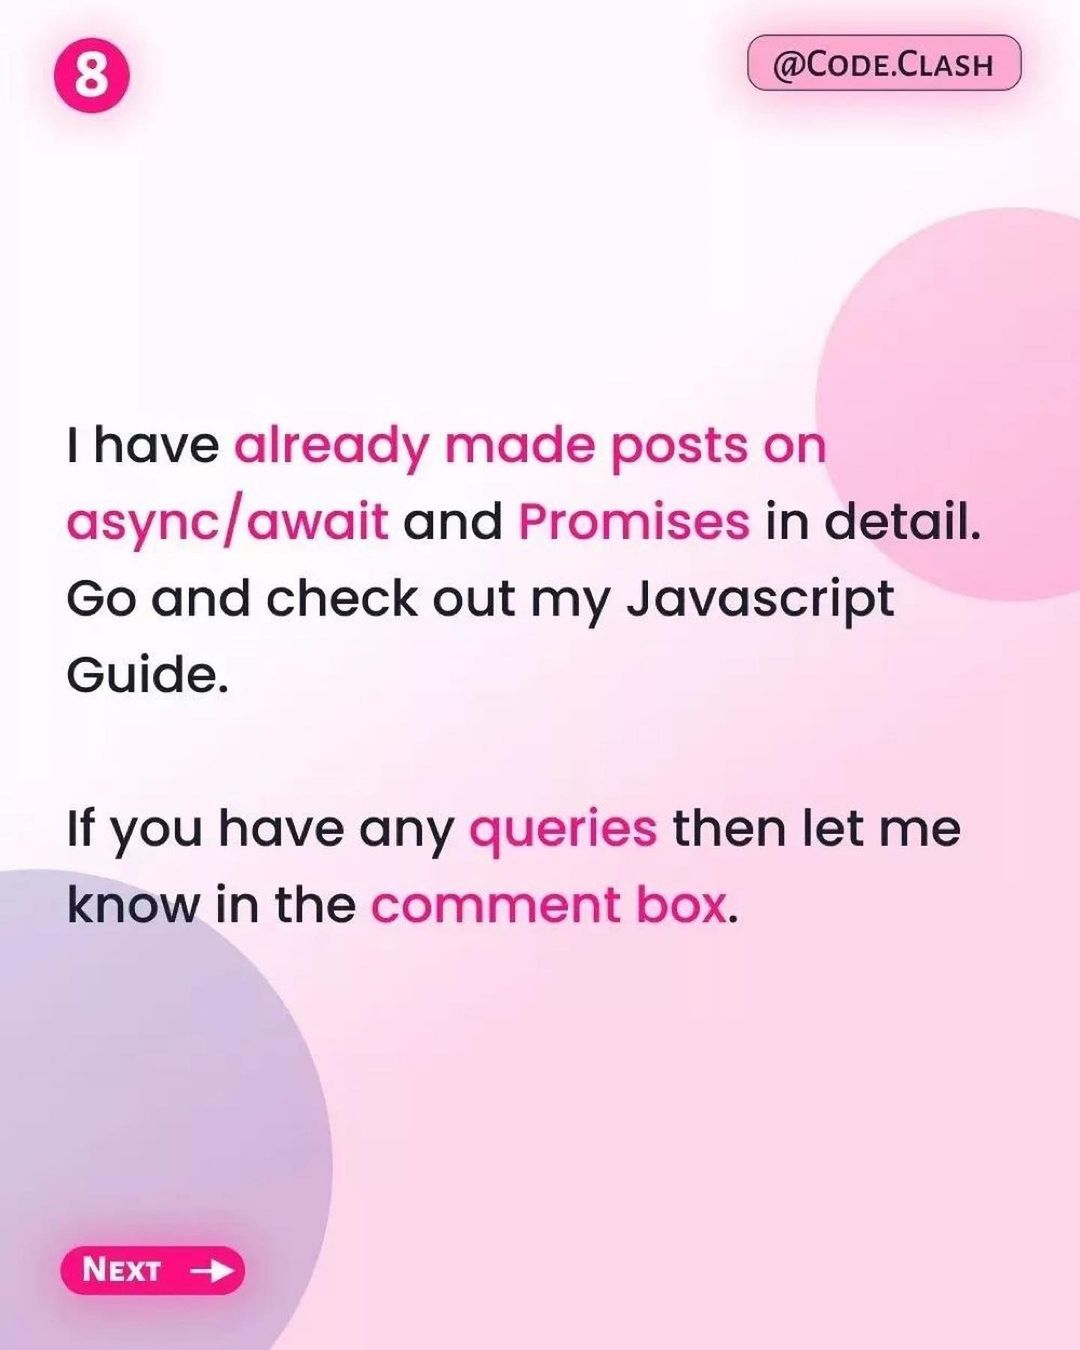 8
@CODE.CLASH
I have already made posts on
async/await and Promises in detail.
Go and check out my Javascript
Guide.
If you have any queries then let me
know in the comment box.
NEXT